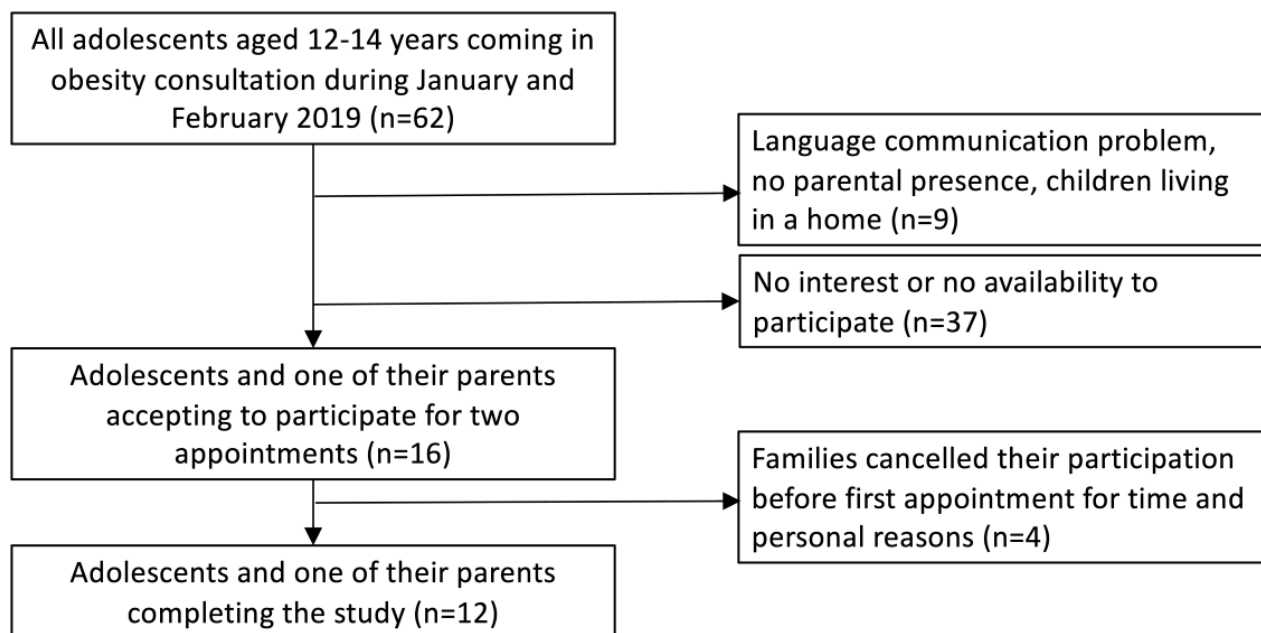 All adolescents aged 12-14 years coming in
obesity consultation during January and
February 2019 (n=62)
Language communication problem,
no parental presence, children living
in a home (n=9)
No interest or no availability to
participate (n=37)
Adolescents and one of their parents
accepting to participate for two
appointments (n=16)
Families cancelled their participation
before first appointment for time and
personal reasons (n=4)
Adolescents and one of their parents
completing the study (n=12)